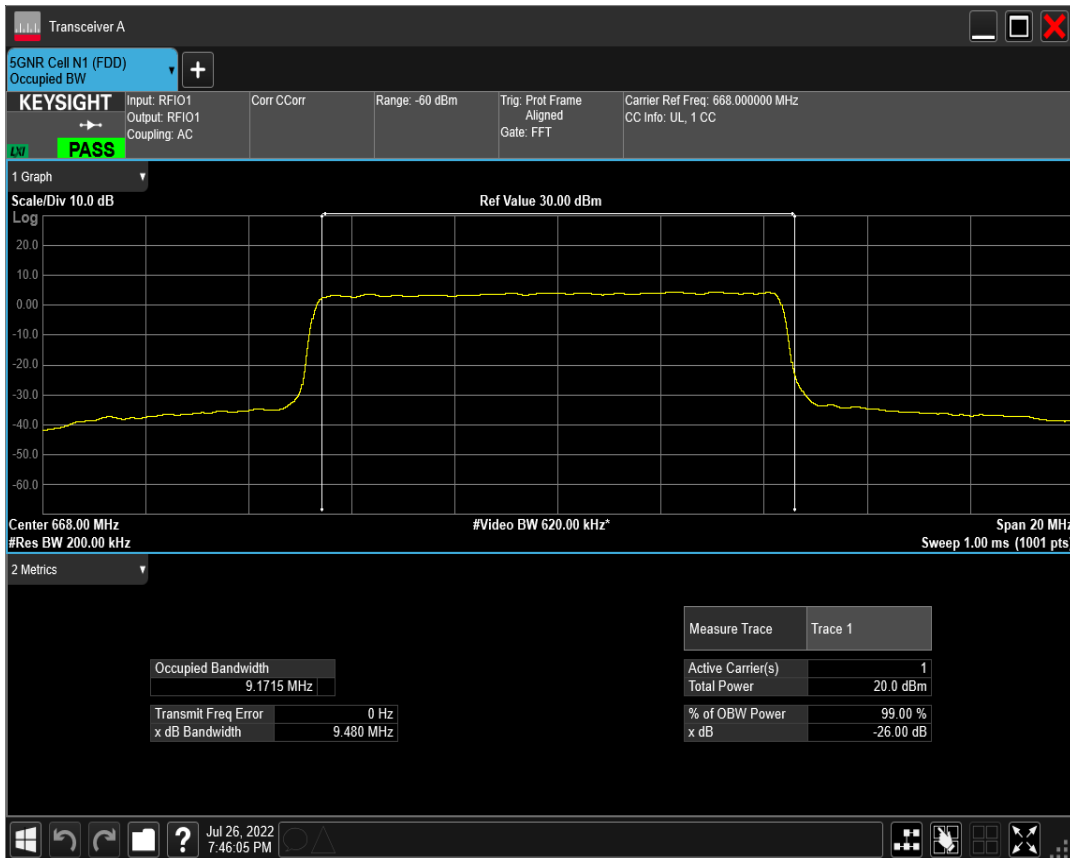 Transceiver A
5GNR Cell N1 (FDD)
Occupied BW
+
KEYSIGHT
LXI
PASS
Input: RFIO1
Output: RFIO1
Coupling: AC
Corr CCorr
Range: -60 dBm
Trig: Prot Frame
Aligned
Gate: FFT
Carrier Ref Freq: 668.000000 MHz
CC Info: UL, 1 CC
1 Graph
Scale/Div 10.0 dB
Ref Value 30.00 dBm
Log
20.0
10.0
0.00
-10.0
-20.0
-30.0
-40.0
-50.0
-60.0
Center 668.00 MHz
#Video BW 620.00 kHz*
Span 20 MHz
#Res BW 200.00 kHz
Sweep 1.00 ms (1001 pts)
2 Metrics
Measure Trace Trace 1
Occupied Bandwidth
9.1715 MHz
Active Carrier(s) 1
Total Power 20.0 dBm
Transmit Freq Error 0 Hz
x dB Bandwidth 9.480 MHz
% of OBW Power 99.00 %
x dB -26.00 dB
?
Jul 26, 2022
7:46:05 PM